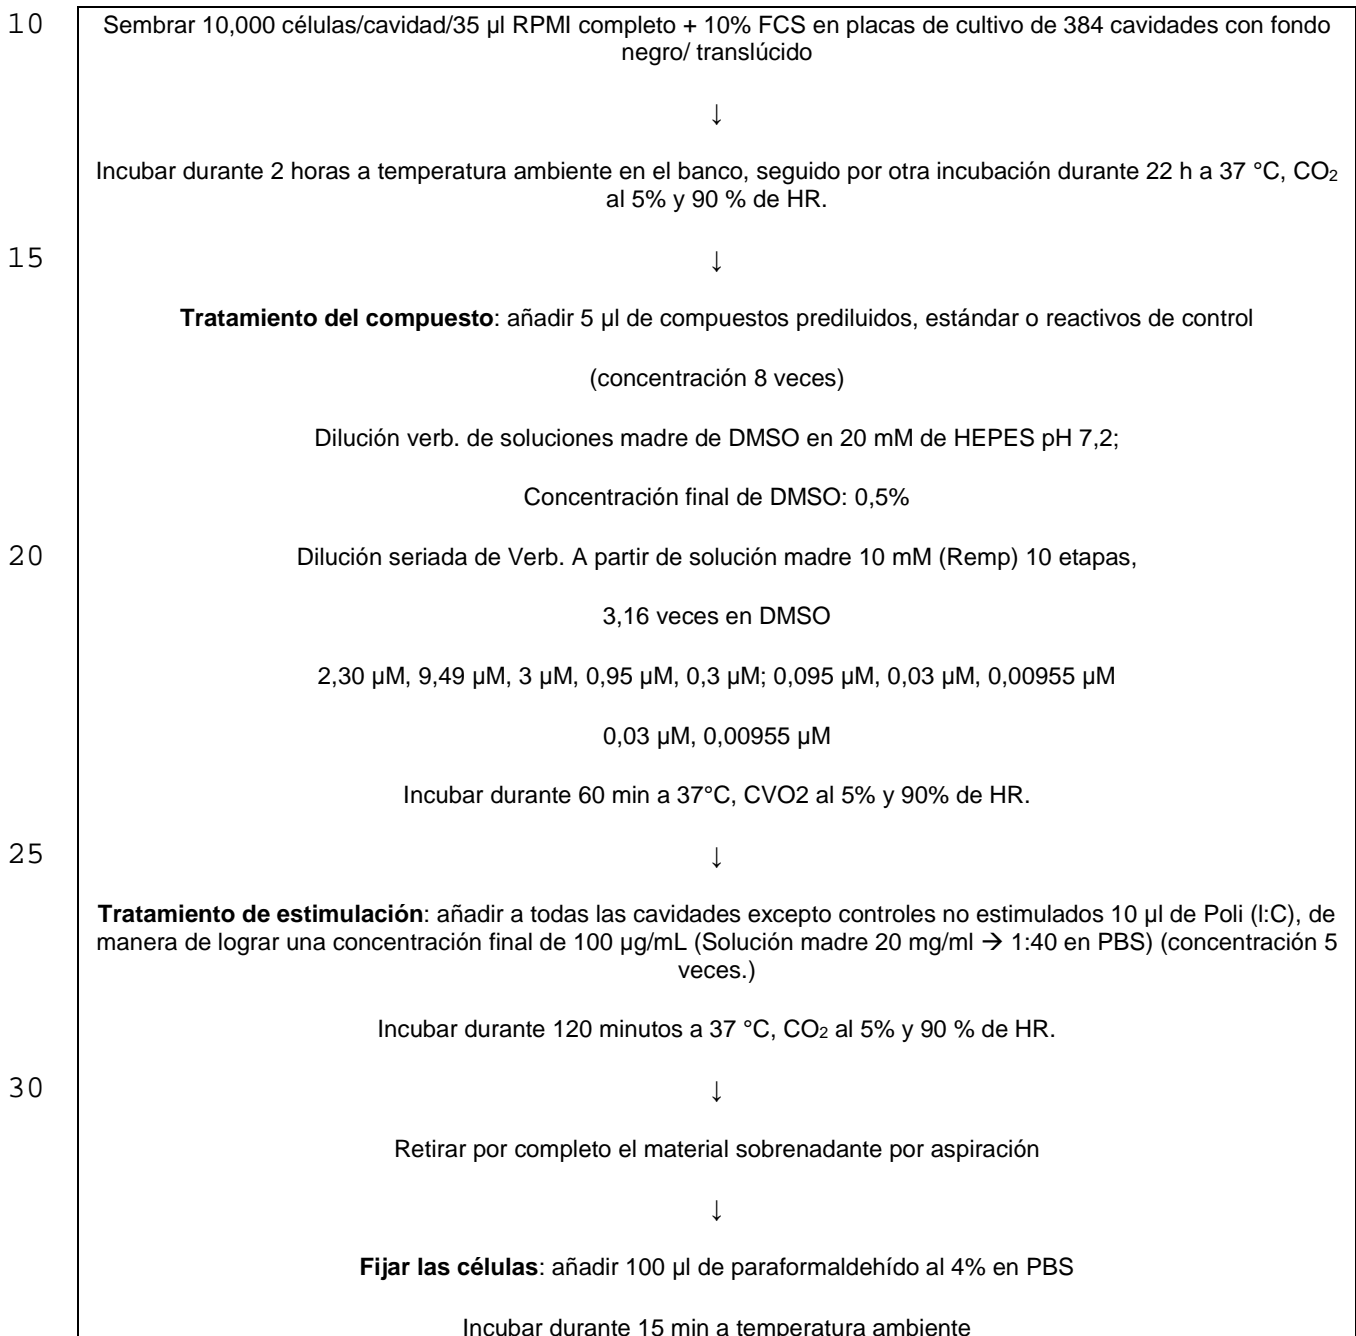 10 Sembrar 10,000 células/cavidad/35 µl RPMI completo + 10% FCS en placas de cultivo de 384 cavidades con fondo
negro/ translúcido
↓
Incubar durante 2 horas a temperatura ambiente en el banco, seguido por otra incubación durante 22 h a 37 °C, CO₂
al 5% y 90 % de HR.
15 ↓
Tratamiento del compuesto: añadir 5 µl de compuestos prediluidos, estándar o reactivos de control
(concentración 8 veces)
Dilución verb. de soluciones madre de DMSO en 20 mM de HEPES pH 7,2;
Concentración final de DMSO: 0,5%
20 Dilución seriada de Verb. A partir de solución madre 10 mM (Remp) 10 etapas,
3,16 veces en DMSO
2,30 µM, 9,49 µM, 3 µM, 0,95 µM, 0,3 µM; 0,095 µM, 0,03 µM, 0,00955 µM
0,03 µM, 0,00955 µM
Incubar durante 60 min a 37°C, CVO2 al 5% y 90% de HR.
25 ↓
Tratamiento de estimulación: añadir a todas las cavidades excepto controles no estimulados 10 µl de Poli (I:C), de
manera de lograr una concentración final de 100 µg/mL (Solución madre 20 mg/ml → 1:40 en PBS) (concentración 5
veces.)
Incubar durante 120 minutos a 37 °C, CO₂ al 5% y 90 % de HR.
30 ↓
Retirar por completo el material sobrenadante por aspiración
↓
Fijar las células: añadir 100 µl de paraformaldehído al 4% en PBS
Incubar durante 15 min a temperatura ambiente